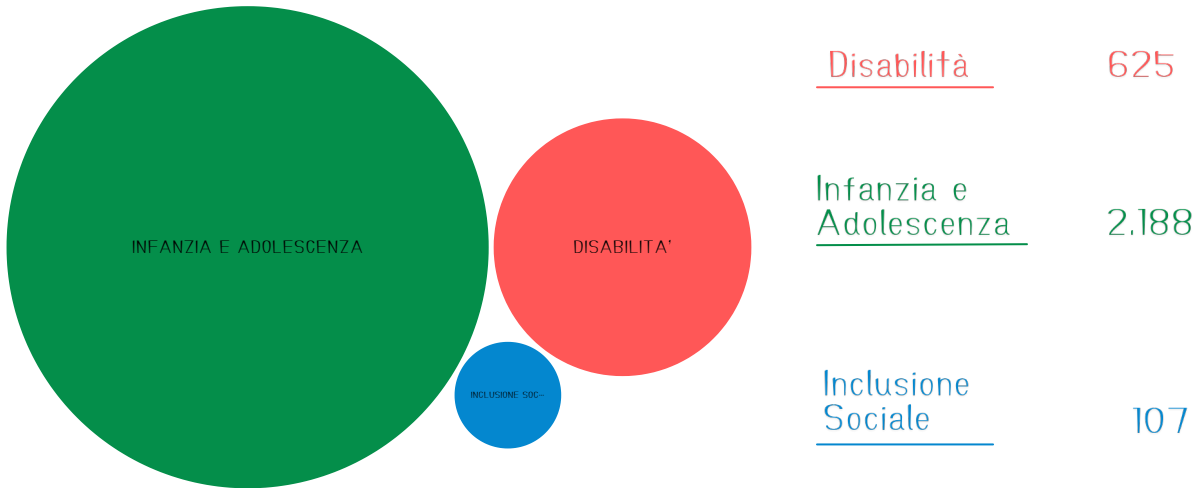 INFANZIA E ADOLESCENZA
DISABILITA'
INCLUSIONE SOC…
Disabilità 625
Infanzia e
Adolescenza 2.188
Inclusione
Sociale 107